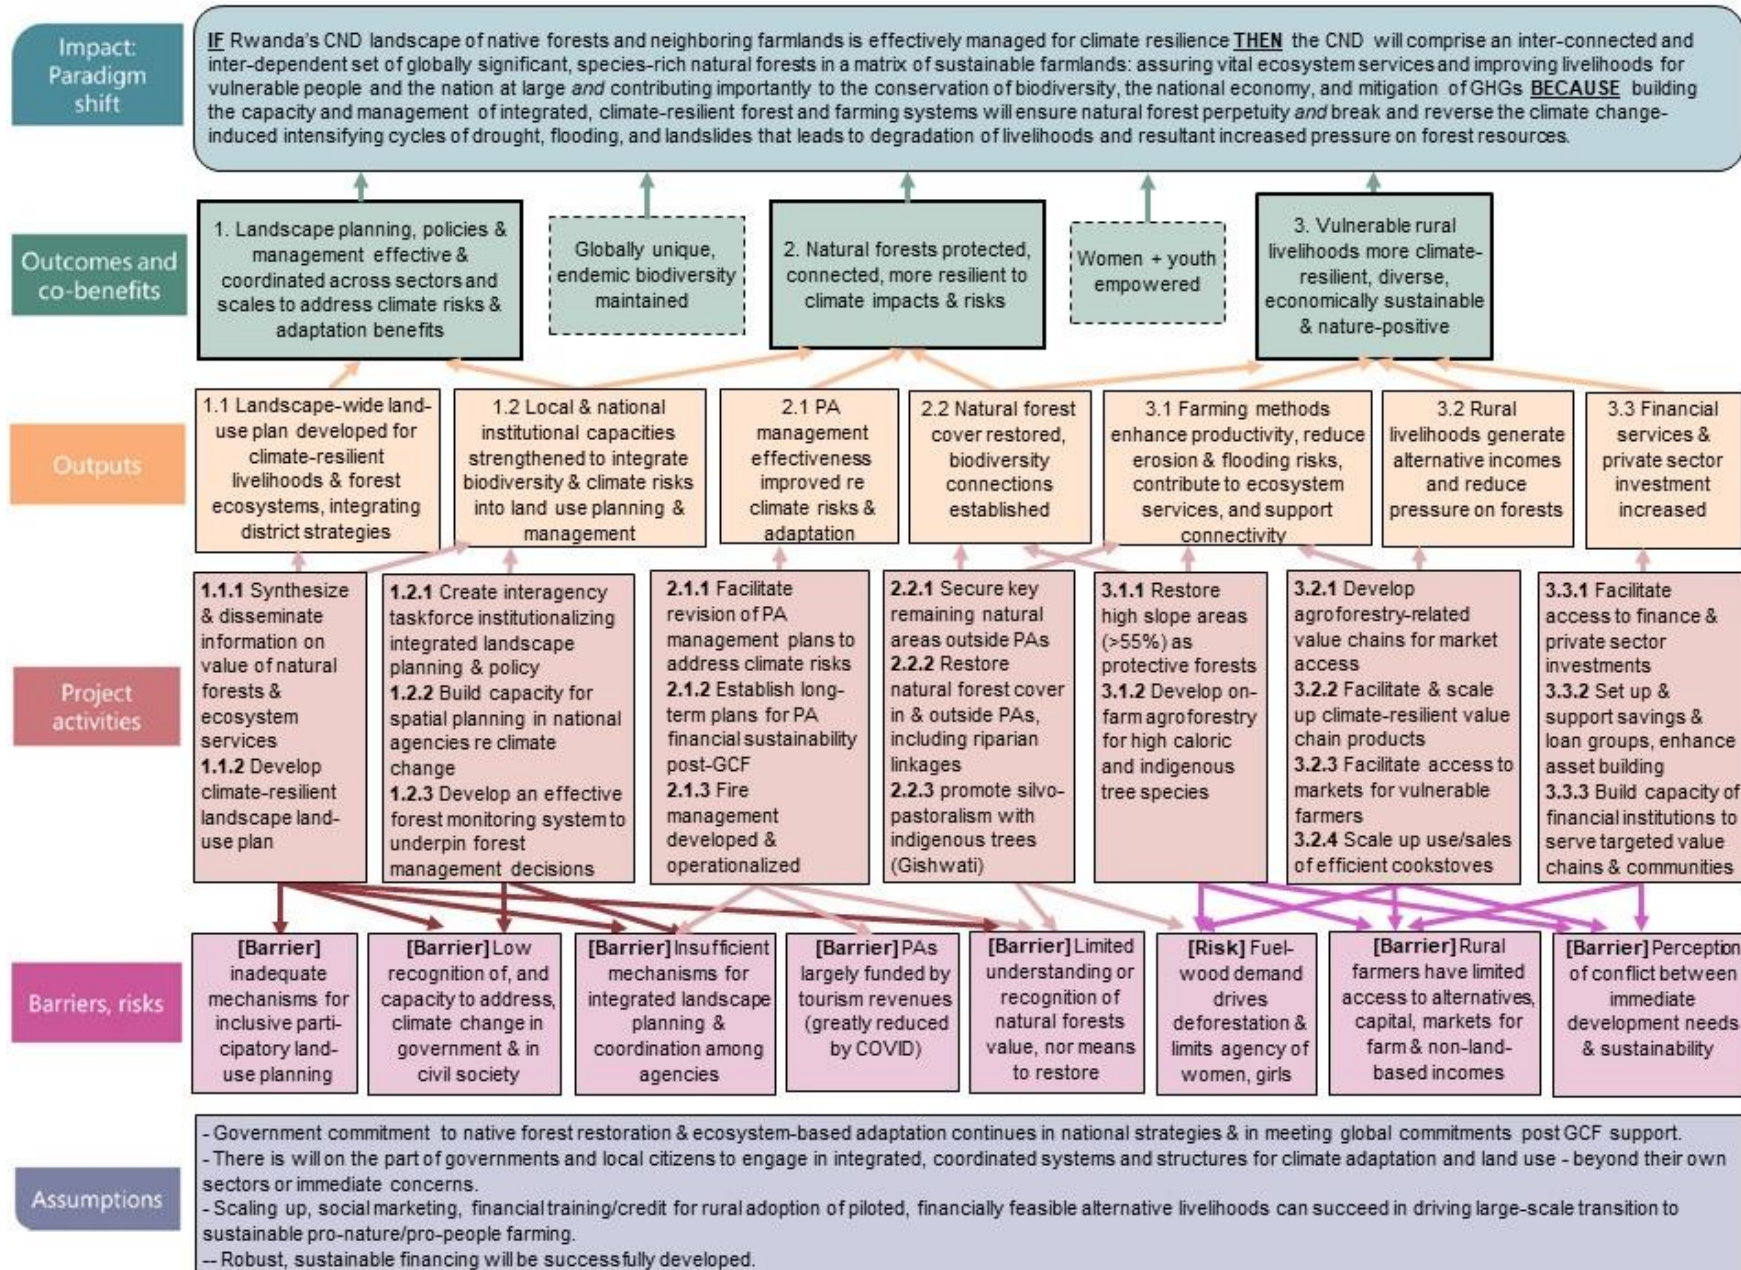 Impact:
Paradigm
shift
IF Rwanda's CND landscape of native forests and neighboring farmlands is effectively managed for climate resilience THEN the CND will comprise an inter-connected and
inter-dependent set of globally significant, species-rich natural forests in a matrix of sustainable farmlands: assuring vital ecosystem services and improving livelihoods for
vulnerable people and the nation at large and contributing importantly to the conservation of biodiversity, the national economy, and mitigation of GHGs BECAUSE building
the capacity and management of integrated, climate-resilient forest and farming systems will ensure natural forest perpetuity and break and reverse the climate change-
induced intensifying cycles of drought, flooding, and landslides that leads to degradation of livelihoods and resultant increased pressure on forest resources.
Outcomes and
co-benefits
1. Landscape planning, policies &
management effective &
coordinated across sectors and
scales to address climate risks &
adaptation benefits
Globally unique,
endemic biodiversity
maintained
2. Natural forests protected,
connected, more resilient to
climate impacts & risks
Women + youth
empowered
3. Vulnerable rural
livelihoods more climate-
resilient, diverse,
economically sustainable
& nature-positive
Outputs
1.1 Landscape-wide land-
use plan developed for
climate-resilient
livelihoods & forest
ecosystems, integrating
district strategies
1.2 Local & national
institutional capacities
strengthened to integrate
biodiversity & climate risks
into land use planning &
management
2.1 PA
management
effectiveness
improved re
climate risks &
adaptation
2.2 Natural forest
cover restored,
biodiversity
connections
established
3.1 Farming methods
enhance productivity, reduce
erosion & flooding risks,
contribute to ecosystem
services, and support
connectivity
3.2 Rural
livelihoods generate
alternative incomes
and reduce
pressure on forests
3.3 Financial
services &
private sector
investment
increased
Project
activities
1.1.1 Synthesize
& disseminate
information on
value of natural
forests &
ecosystem
services
1.1.2 Develop
climate-resilient
landscape land-
use plan
1.2.1 Create interagency
taskforce institutionalizing
integrated landscape
planning & policy
1.2.2 Build capacity for
spatial planning in national
agencies re climate
change
1.2.3 Develop an effective
forest monitoring system to
underpin forest
management decisions
2.1.1 Facilitate
revision of PA
management plans to
address climate risks
2.1.2 Establish long-
term plans for PA
financial sustainability
post-GCF
2.1.3 Fire
management
developed &
operationalized
2.2.1 Secure key
remaining natural
areas outside PAs
2.2.2 Restore
natural forest cover
in & outside PAs,
including riparian
linkages
2.2.3 promote silvo-
pastoralism with
indigenous trees
(Gishwati)
3.1.1 Restore
high slope areas
(>55%) as
protective forests
3.1.2 Develop on-
farm agroforestry
for high caloric
and indigenous
tree species
3.2.1 Develop
agroforestry-related
value chains for market
access
3.2.2 Facilitate & scale
up climate-resilient value
chain products
3.2.3 Facilitate access to
markets for vulnerable
farmers
3.2.4 Scale up use/sales
of efficient cookstoves
3.3.1 Facilitate
access to finance &
private sector
investments
3.3.2 Set up &
support savings &
loan groups, enhance
asset building
3.3.3 Build capacity of
financial institutions to
serve targeted value
chains & communities
Barriers, risks
[Barrier]
inadequate
mechanisms for
inclusive parti-
cipatory land-
use planning
[Barrier] Low
recognition of, and
capacity to address,
climate change in
government & in
civil society
[Barrier] Insufficient
mechanisms for
integrated landscape
planning &
coordination among
agencies
[Barrier] PAs
largely funded by
tourism revenues
(greatly reduced
by COVID)
[Barrier] Limited
understanding or
recognition of
natural forests
value, nor means
to restore
[Risk] Fuel-
wood demand
drives
deforestation &
limits agency of
women, girls
[Barrier] Rural
farmers have limited
access to alternatives,
capital, markets for
farm & non-land-
based incomes
[Barrier] Perception
of conflict between
immediate
development needs
& sustainability
Assumptions
- Government commitment to native forest restoration & ecosystem-based adaptation continues in national strategies & in meeting global commitments post GCF support.
- There is will on the part of governments and local citizens to engage in integrated, coordinated systems and structures for climate adaptation and land use - beyond their own
sectors or immediate concerns.
- Scaling up, social marketing, financial training/credit for rural adoption of piloted, financially feasible alternative livelihoods can succeed in driving large-scale transition to
sustainable pro-nature/pro-people farming.
-- Robust, sustainable financing will be successfully developed.